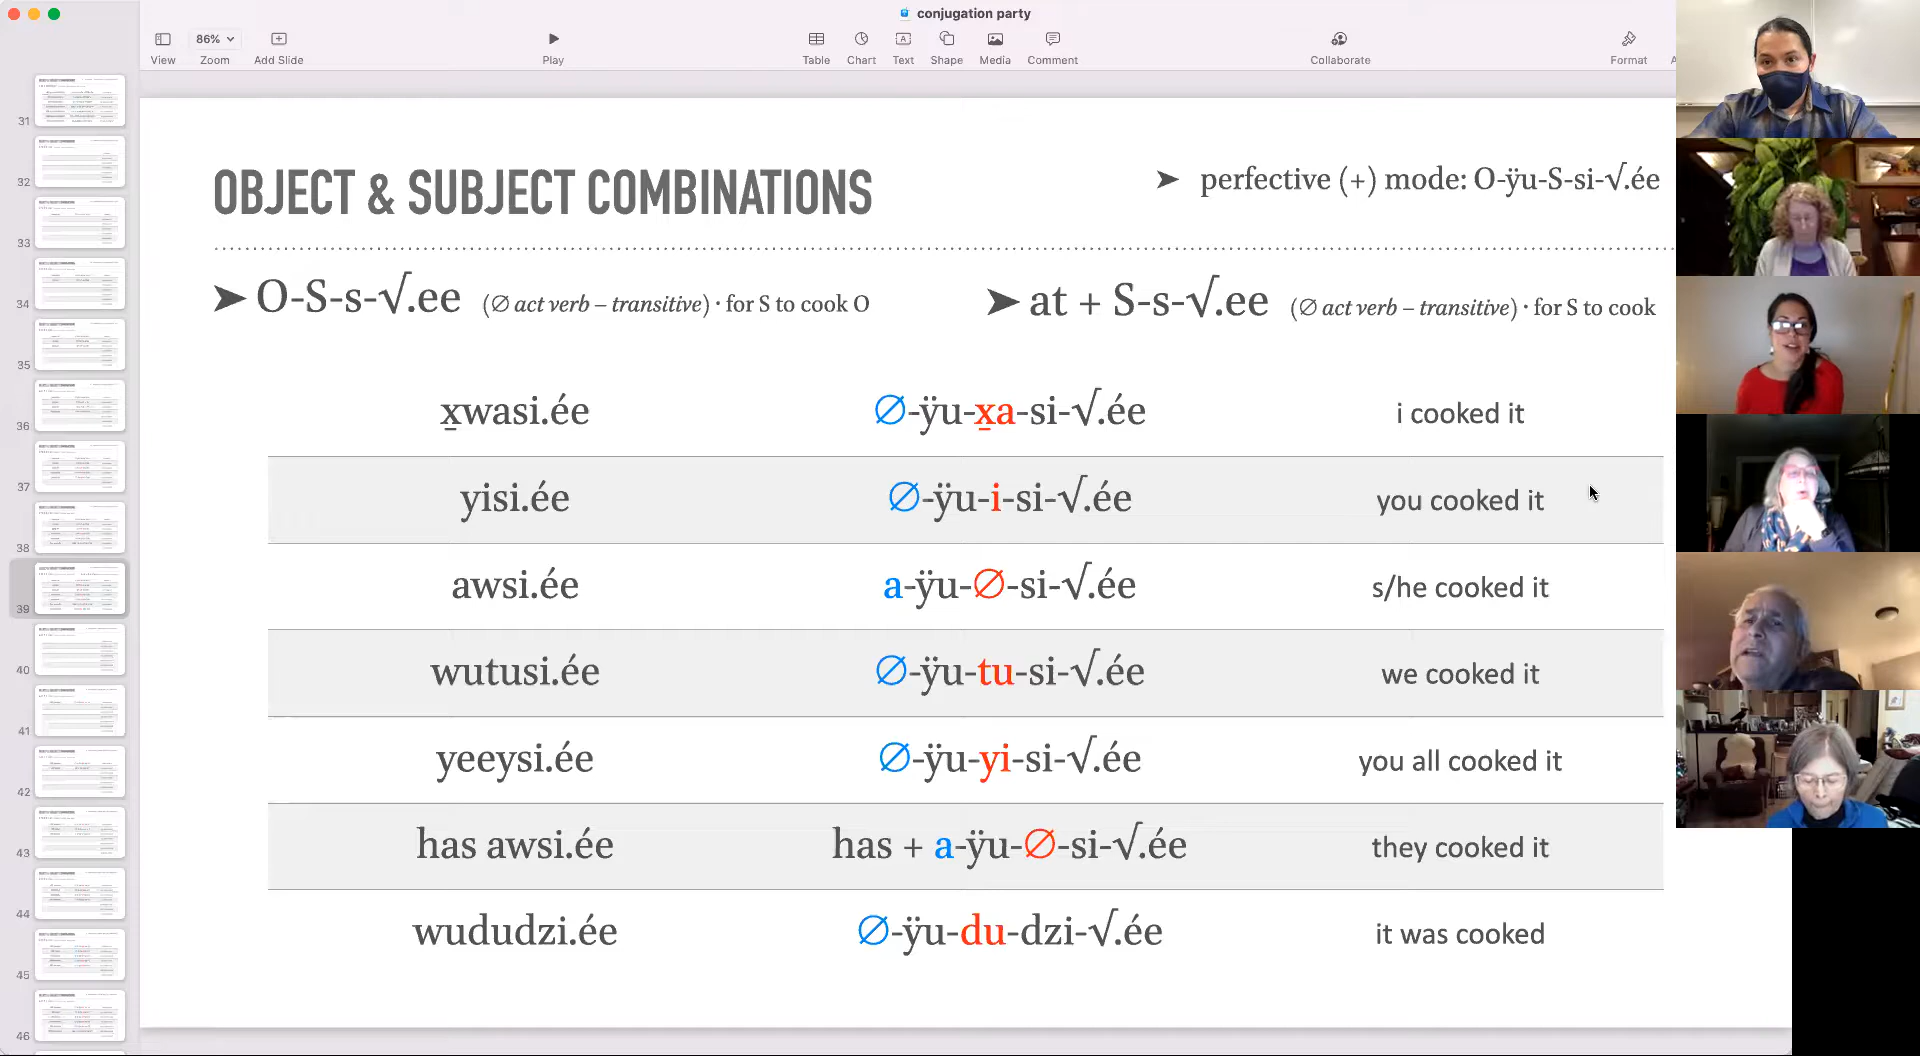 conjugation party
86%
View
Zoom
Add Slide
Play
Table
Chart
Text
Shape
Media
Comment
Collaborate
Format
OBJECT & SUBJECT COMBINATIONS
➤ perfective (+) mode: O-ÿu-S-si-√.ée
➤ O-S-s-√.ee (∅ act verb – transitive) · for S to cook O
➤ at + S-s-√.ee (∅ act verb – transitive) · for S to cook
x̱wasi.ée ∅-ÿu-x̱a-si-√.ée i cooked it
yisi.ée ∅-ÿu-i-si-√.ée you cooked it
awsi.ée a-ÿu-∅-si-√.ée s/he cooked it
wutusi.ée ∅-ÿu-tu-si-√.ée we cooked it
yeeysi.ée ∅-ÿu-yi-si-√.ée you all cooked it
has awsi.ée has + a-ÿu-∅-si-√.ée they cooked it
wududzi.ée ∅-ÿu-du-dzi-√.ée it was cooked
31
32
33
34
35
36
37
38
39
40
41
42
43
44
45
46